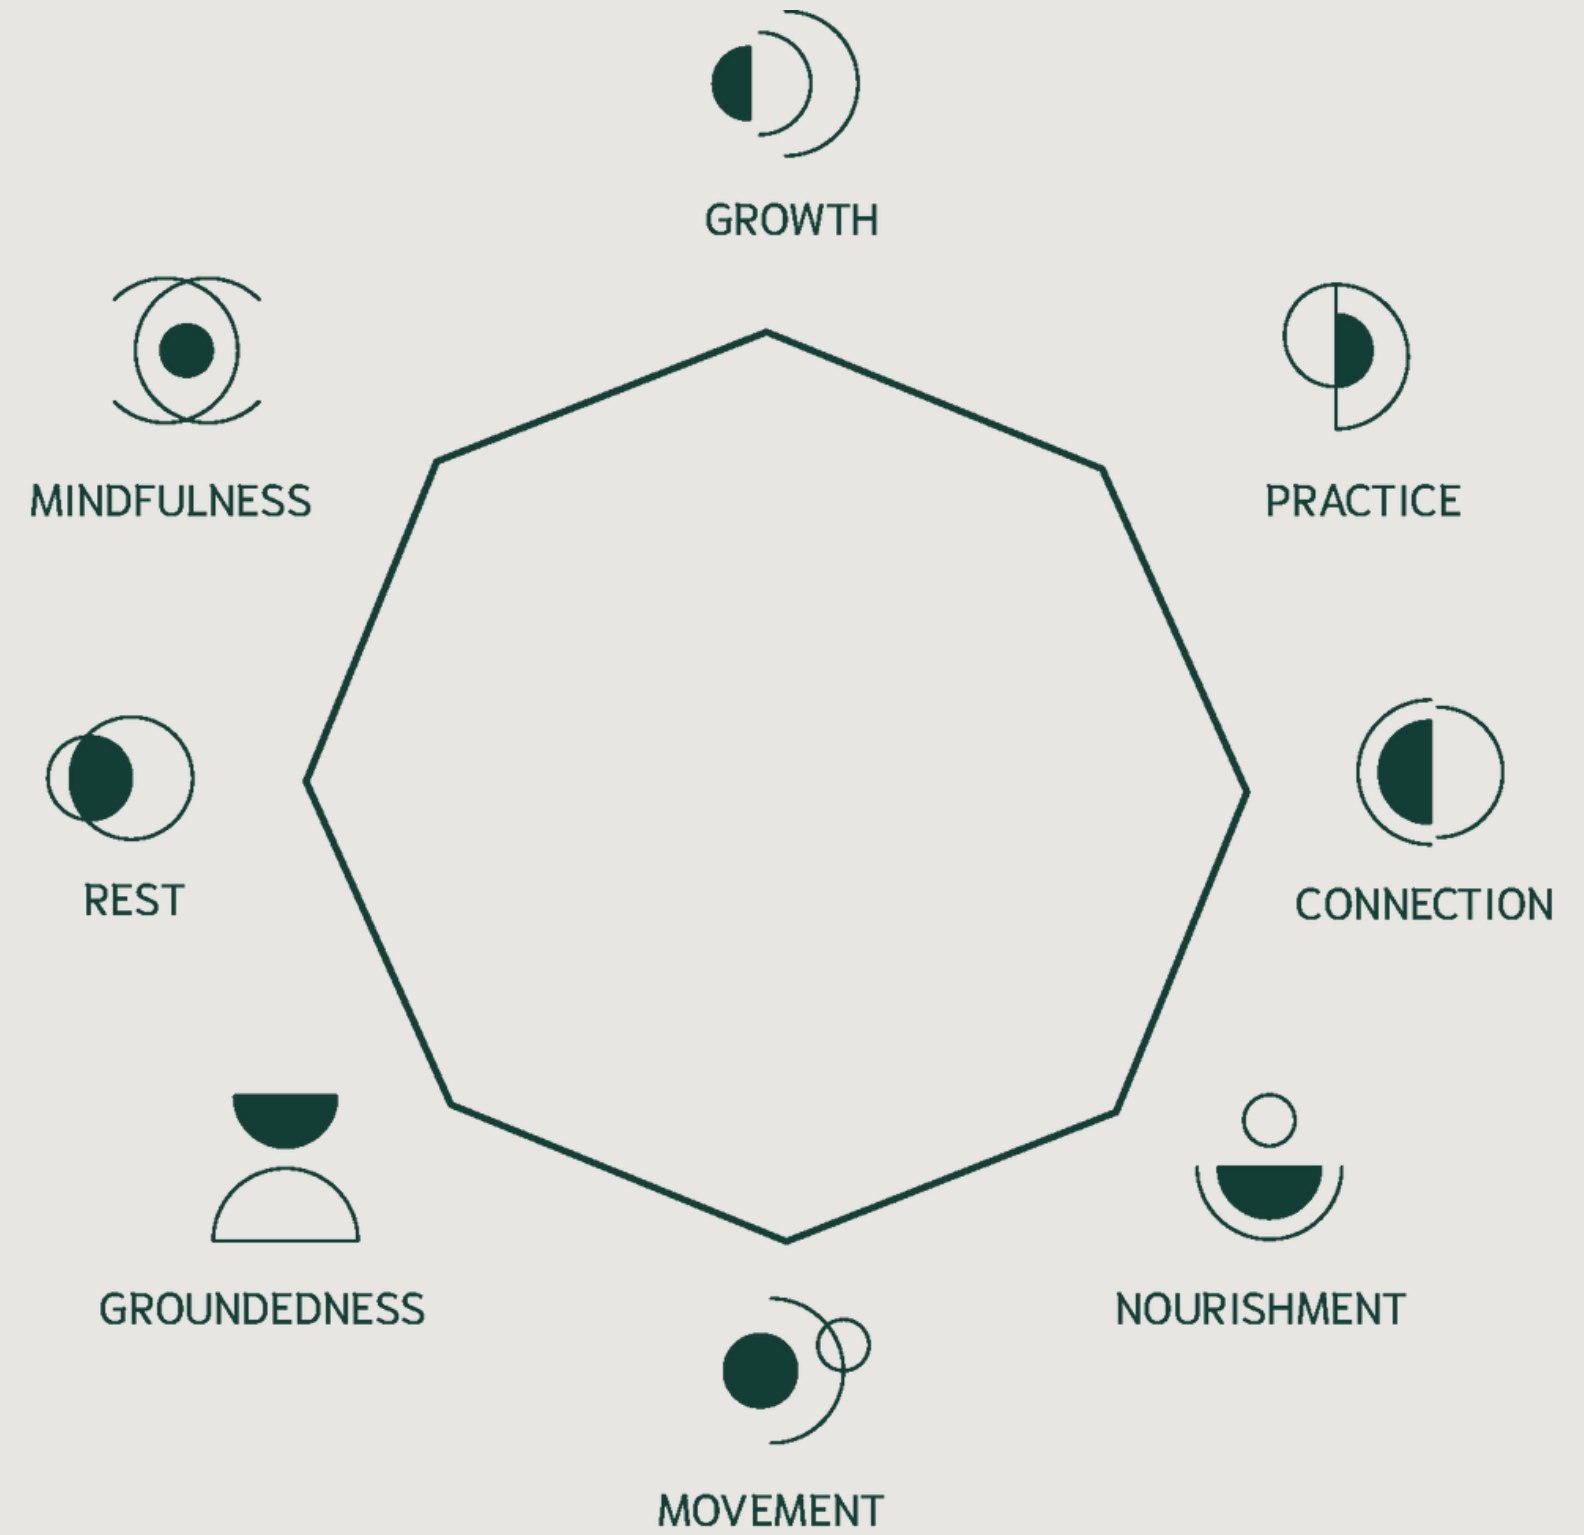 GROWTH
MINDFULNESS
PRACTICE
REST
CONNECTION
GROUNDEDNESS
NOURISHMENT
MOVEMENT